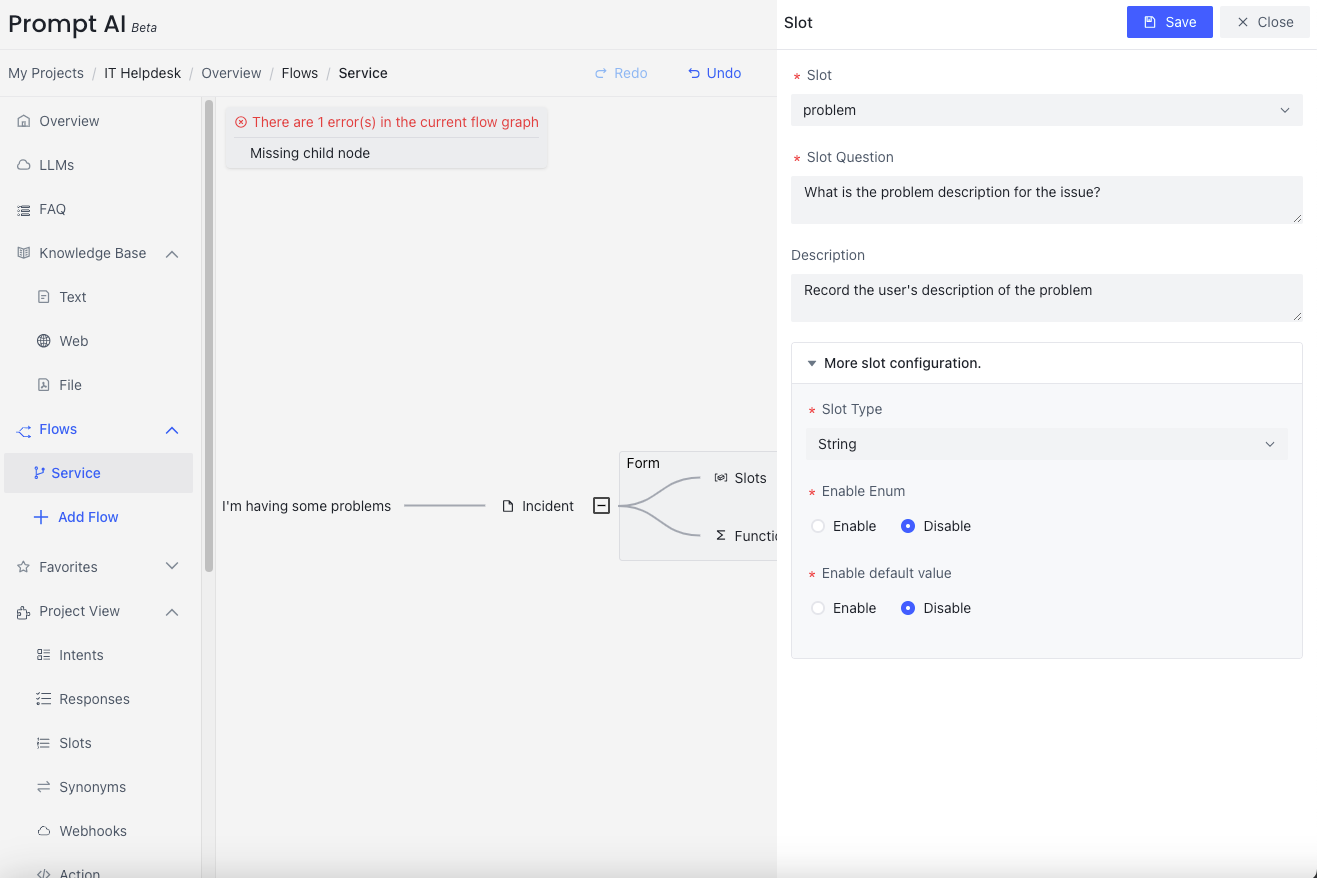 Prompt AI Beta
My Projects / IT Helpdesk / Overview / Flows / Service
Redo
Undo
Overview
LLMs
FAQ
Knowledge Base
Text
Web
File
Flows
Service
Add Flow
Favorites
Project View
Intents
Responses
Slots
Synonyms
Webhooks
Action
There are 1 error(s) in the current flow graph
Missing child node
I'm having some problems
Incident
Form
Slots
Functio
Slot
Save
Close
* Slot
problem
* Slot Question
What is the problem description for the issue?
Description
Record the user's description of the problem
More slot configuration.
* Slot Type
String
* Enable Enum
Enable Disable
* Enable default value
Enable Disable